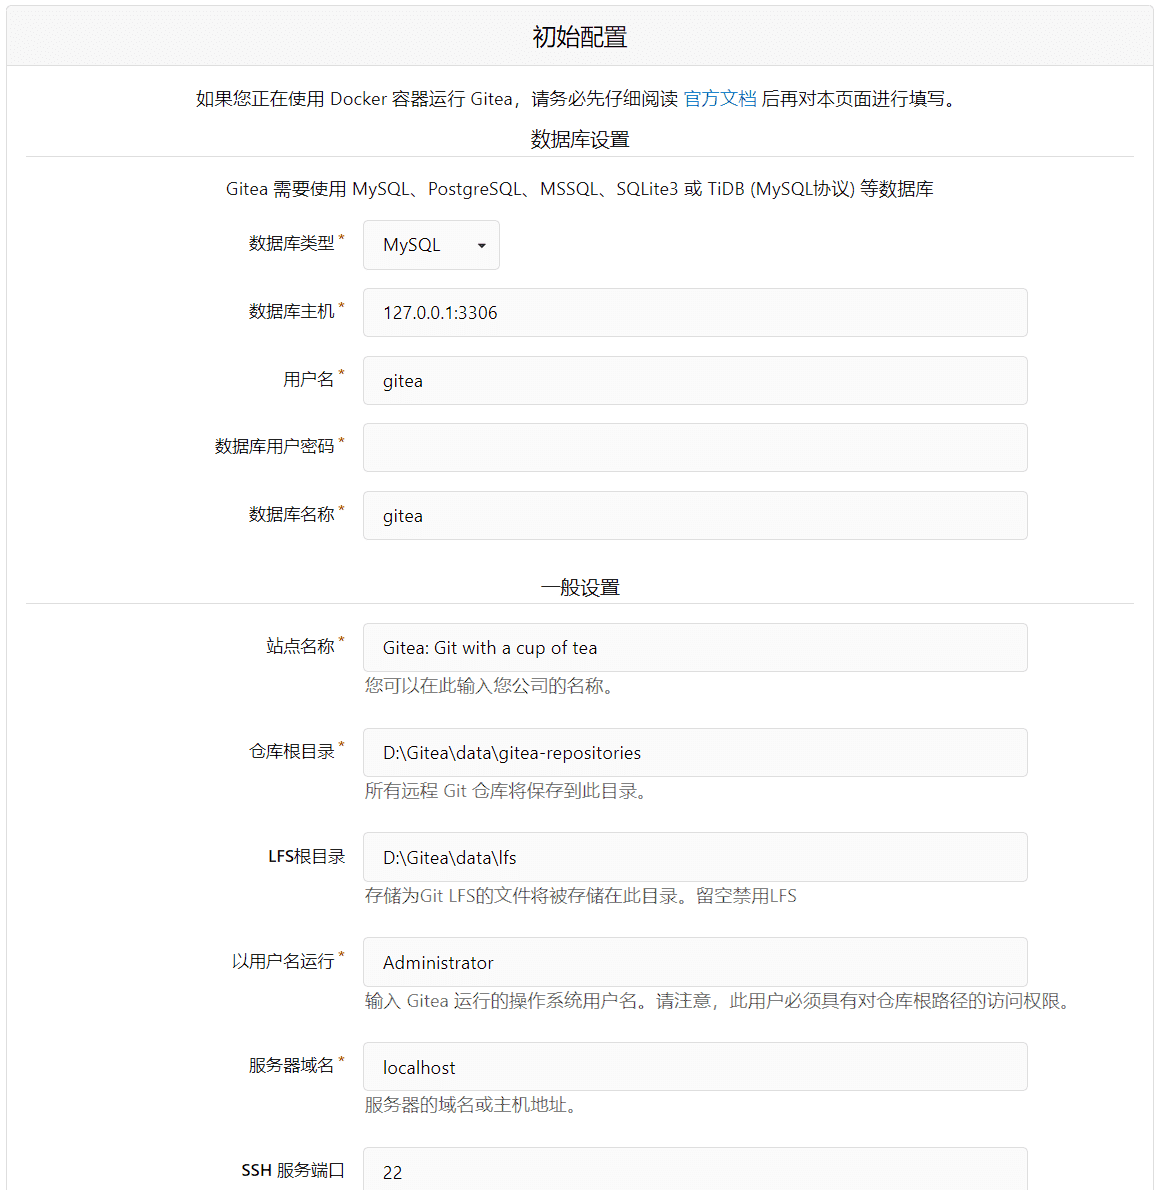 初始配置
如果您正在使用 Docker 容器运行 Gitea，请务必先仔细阅读 官方文档 后再对本页面进行填写。
数据库设置
Gitea 需要使用 MySQL、PostgreSQL、MSSQL、SQLite3 或 TiDB (MySQL协议) 等数据库
数据库类型* MySQL
数据库主机* 127.0.0.1:3306
用户名* gitea
数据库用户密码*
数据库名称* gitea
一般设置
站点名称* Gitea: Git with a cup of tea
您可以在此输入您公司的名称。
仓库根目录* D:\Gitea\data\gitea-repositories
所有远程 Git 仓库将保存到此目录。
LFS根目录 D:\Gitea\data\lfs
存储为Git LFS的文件将被存储在此目录。留空禁用LFS
以用户名运行* Administrator
输入 Gitea 运行的操作系统用户名。请注意，此用户必须具有对仓库根路径的访问权限。
服务器域名* localhost
服务器的域名或主机地址。
SSH 服务端口 22